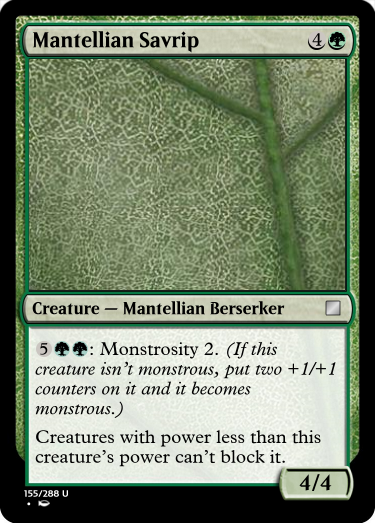 Mantellian Savrip 4
Creature — Mantellian Berserker
5: Monstrosity 2. (If this
creature isn't monstrous, put two +1/+1
counters on it and it becomes
monstrous.)
Creatures with power less than this
creature's power can't block it.
4/4
155/288 U